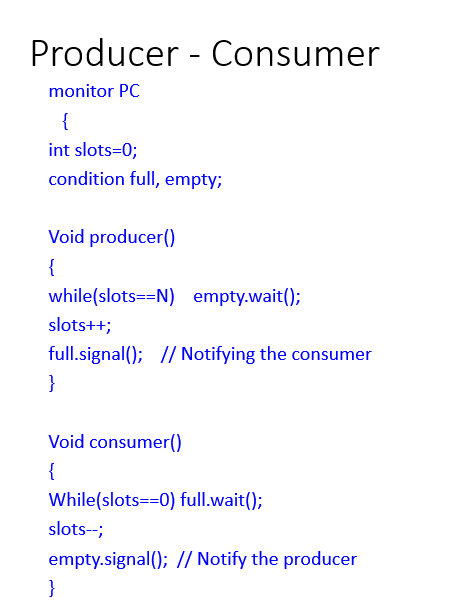 Producer - Consumer
monitor PC
{
int slots=0;
condition full, empty;
Void producer()
{
while(slots==N) empty.wait();
slots++;
full.signal(); // Notifying the consumer
}
Void consumer()
{
While(slots==0) full.wait();
slots--;
empty.signal(); // Notify the producer
}